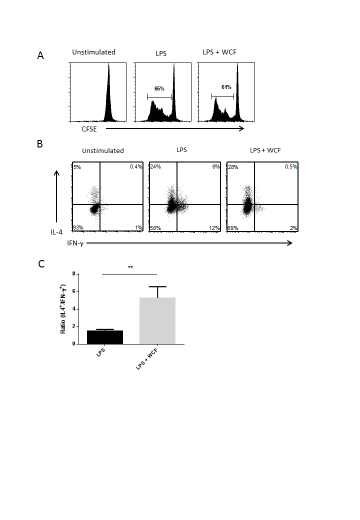 A
Unstimulated LPS LPS + WCF
66% 61%
CFSE
B
Unstimulated LPS LPS + WCF
5% 0.4% 24% 6% 28% 0.5%
93% 1% 58% 12% 69% 2%
IL-4
IFN-γ
C
**
8
6
4
2
0
Ratio (IL4⁺:IFN-γ⁺)
LPS
LPS + WCF